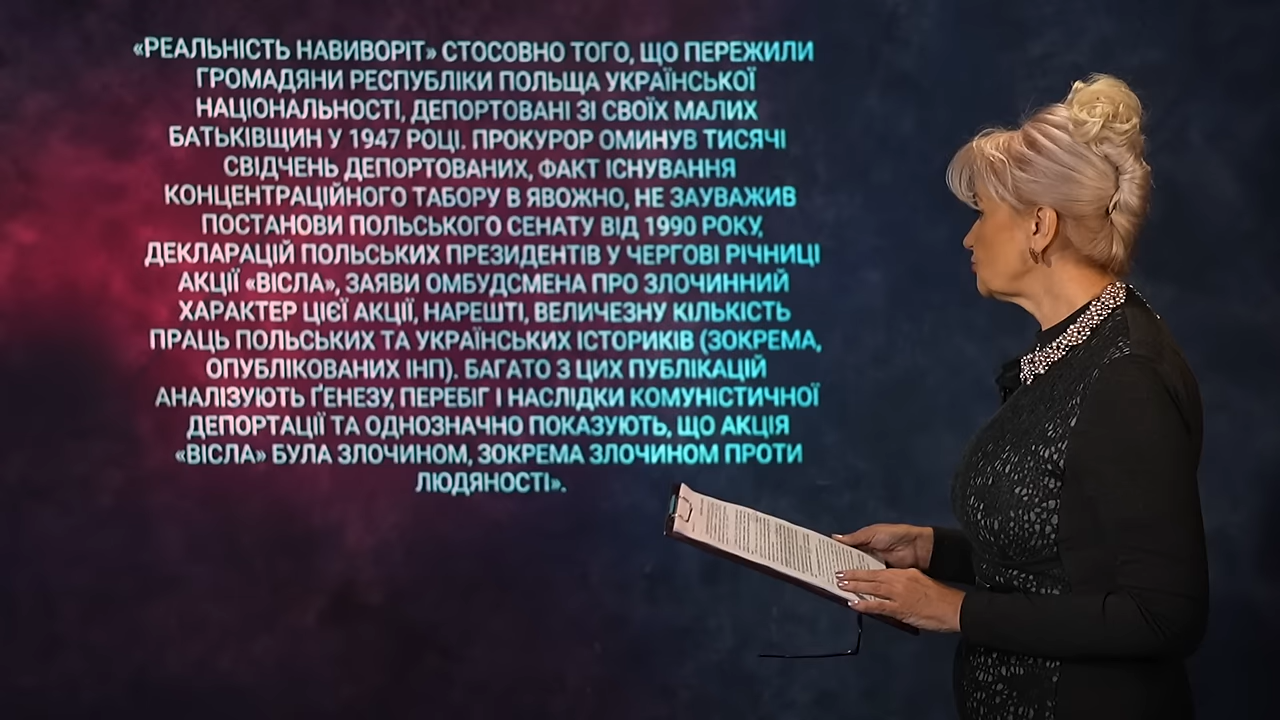 «РЕАЛЬНІСТЬ НАВИВОРІТ» СТОСОВНО ТОГО, ЩО ПЕРЕЖИЛИ
ГРОМАДЯНИ РЕСПУБЛІКИ ПОЛЬЩА УКРАЇНСЬКОЇ
НАЦІОНАЛЬНОСТІ, ДЕПОРТОВАНІ ЗІ СВОЇХ МАЛИХ
БАТЬКІВЩИН У 1947 РОЦІ. ПРОКУРОР ОМИНУВ ТИСЯЧІ
СВІДЧЕНЬ ДЕПОРТОВАНИХ, ФАКТ ІСНУВАННЯ
КОНЦЕНТРАЦІЙНОГО ТАБОРУ В ЯВОЖНО, НЕ ЗАУВАЖИВ
ПОСТАНОВИ ПОЛЬСЬКОГО СЕНАТУ ВІД 1990 РОКУ,
ДЕКЛАРАЦІЙ ПОЛЬСЬКИХ ПРЕЗИДЕНТІВ У ЧЕРГОВІ РІЧНИЦІ
АКЦІЇ «ВІСЛА», ЗАЯВИ ОМБУДСМЕНА ПРО ЗЛОЧИННИЙ
ХАРАКТЕР ЦІЄЇ АКЦІЇ, НАРЕШТІ, ВЕЛИЧЕЗНУ КІЛЬКІСТЬ
ПРАЦЬ ПОЛЬСЬКИХ ТА УКРАЇНСЬКИХ ІСТОРИКІВ (ЗОКРЕМА,
ОПУБЛІКОВАНИХ ІНП). БАГАТО З ЦИХ ПУБЛІКАЦІЙ
АНАЛІЗУЮТЬ ҐЕНЕЗУ, ПЕРЕБІГ І НАСЛІДКИ КОМУНІСТИЧНОЇ
ДЕПОРТАЦІЇ ТА ОДНОЗНАЧНО ПОКАЗУЮТЬ, ЩО АКЦІЯ
«ВІСЛА» БУЛА ЗЛОЧИНОМ, ЗОКРЕМА ЗЛОЧИНОМ ПРОТИ
ЛЮДЯНОСТІ».